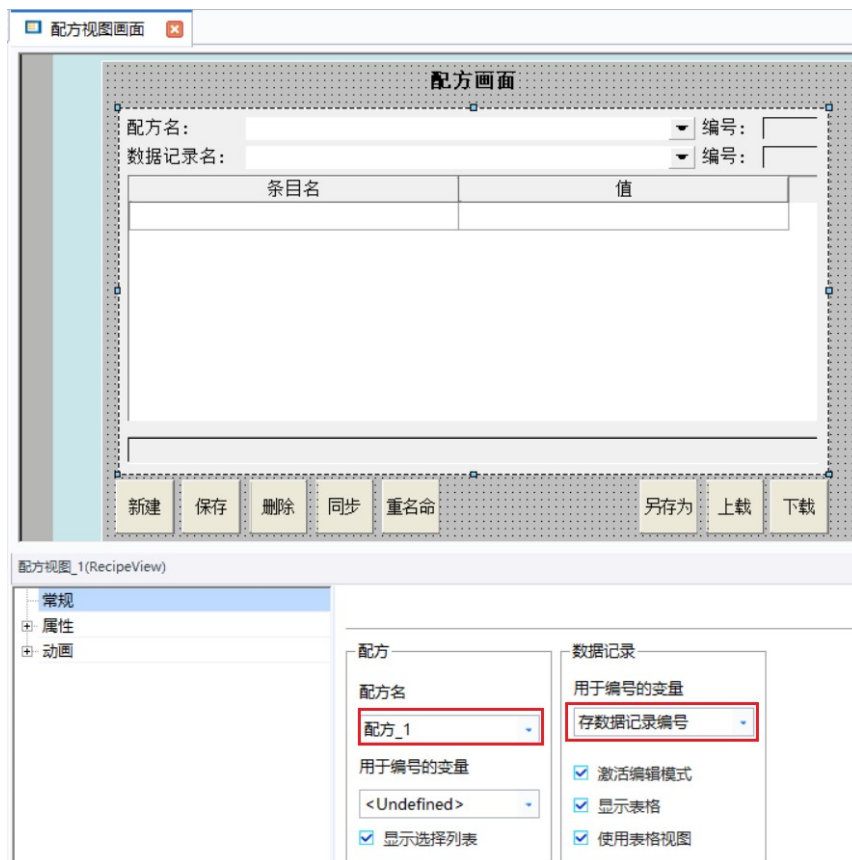 配方视图画面
配方画面
配方名: 编号:
数据记录名: 编号:
条目名 值
新建 保存 删除 同步 重名命 另存为 上载 下载
配方视图_1(RecipeView)
常规
属性
动画
配方 数据记录
配方名 用于编号的变量
配方_1 存数据记录编号
用于编号的变量 激活编辑模式
<Undefined> 显示表格
显示选择列表 使用表格视图